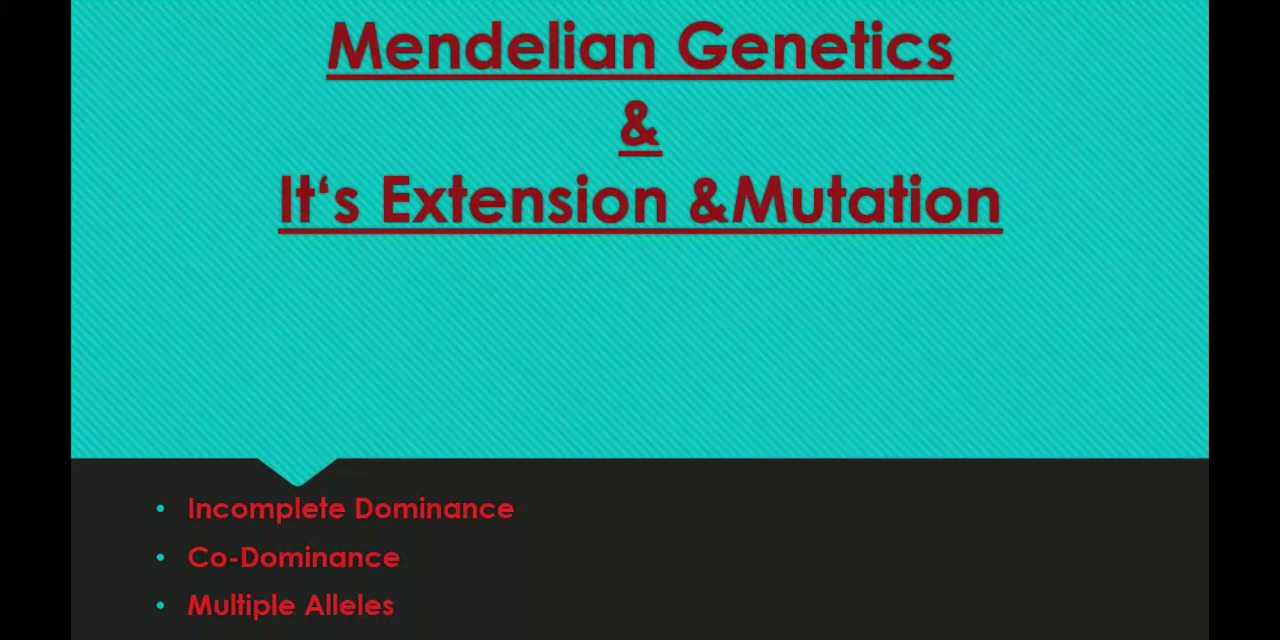 Mendelian Genetics
&
It‘s Extension &Mutation
• Incomplete Dominance
• Co-Dominance
• Multiple Alleles